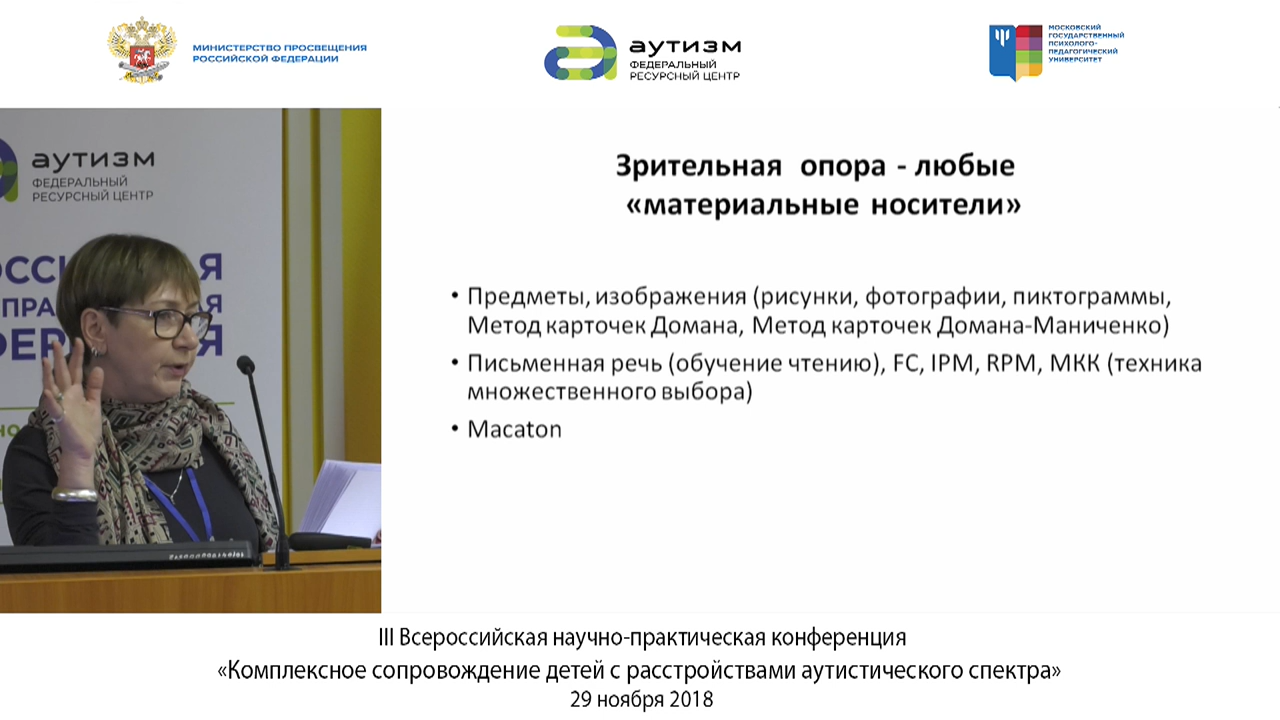 МИНИСТЕРСТВО ПРОСВЕЩЕНИЯ
РОССИЙСКОЙ ФЕДЕРАЦИИ
аутизм
ФЕДЕРАЛЬНЫЙ
РЕСУРСНЫЙ ЦЕНТР
МОСКОВСКИЙ
ГОСУДАРСТВЕННЫЙ
ПСИХОЛОГО-
ПЕДАГОГИЧЕСКИЙ
УНИВЕРСИТЕТ
аутизм
ФЕДЕРАЛЬНЫЙ
РЕСУРСНЫЙ ЦЕНТР
Зрительная опора - любые
«материальные носители»
• Предметы, изображения (рисунки, фотографии, пиктограммы,
Метод карточек Домана, Метод карточек Домана-Маниченко)
• Письменная речь (обучение чтению), FC, IPM, RPM, МКК (техника
множественного выбора)
• Macaton
III Всероссийская научно-практическая конференция
«Комплексное сопровождение детей с расстройствами аутистического спектра»
29 ноября 2018